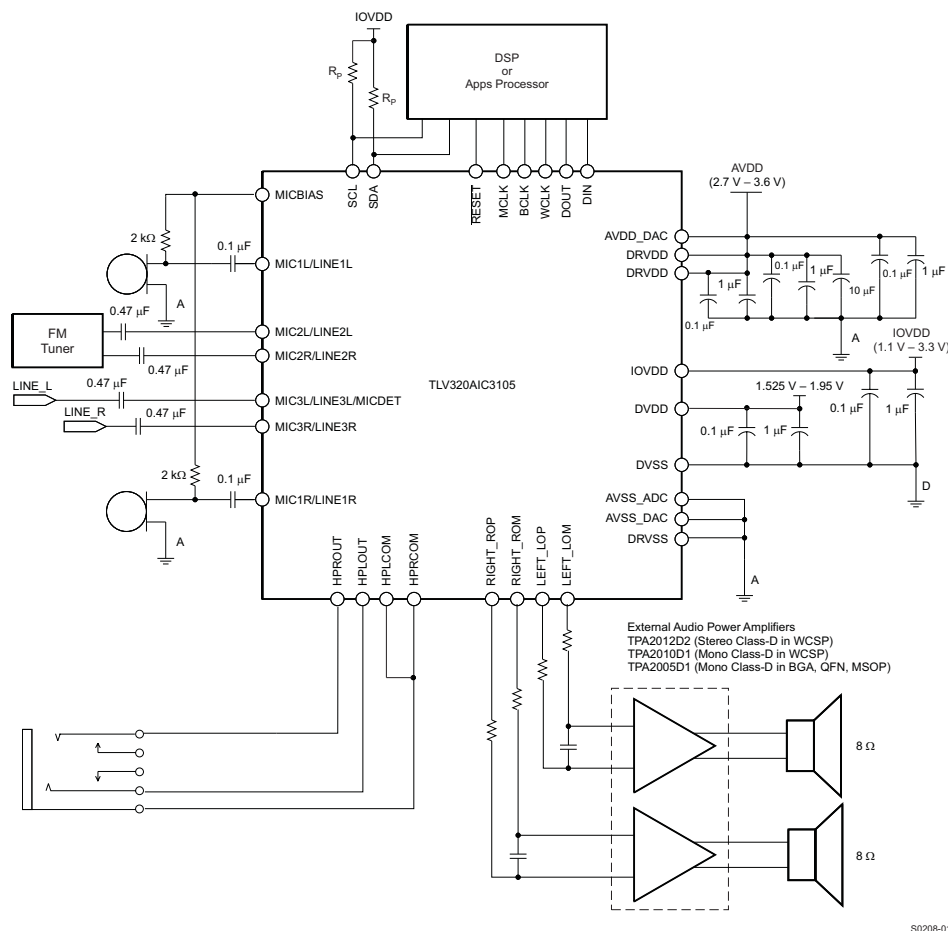 IOVDD
R_P
R_P
DSP
or
Apps Processor
SCL
SDA
RESET
MCLK
BCLK
WCLK
DOUT
DIN
AVDD
(2.7 V – 3.6 V)
MICBIAS
2 kΩ
0.1 μF
MIC1L/LINE1L
A
0.47 μF
FM
Tuner
MIC2L/LINE2L
MIC2R/LINE2R
0.47 μF
0.47 μF
LINE_L
MIC3L/LINE3L/MICDET
0.47 μF
LINE_R
MIC3R/LINE3R
2 kΩ
0.1 μF
MIC1R/LINE1R
A
TLV320AIC3105
AVDD_DAC
DRVDD
DRVDD
0.1 μF
1 μF
0.1 μF
1 μF
10 μF
0.1 μF
1 μF
A
IOVDD
(1.1 V – 3.3 V)
IOVDD
1.525 V – 1.95 V
DVDD
0.1 μF
1 μF
0.1 μF
1 μF
DVSS
D
AVSS_ADC
AVSS_DAC
DRVSS
A
HPROUT
HPLOUT
HPLCOM
HPRCOM
RIGHT_ROP
RIGHT_ROM
LEFT_LOP
LEFT_LOM
External Audio Power Amplifiers
TPA2012D2 (Stereo Class-D in WCSP)
TPA2010D1 (Mono Class-D in WCSP)
TPA2005D1 (Mono Class-D in BGA, QFN, MSOP)
8 Ω
8 Ω